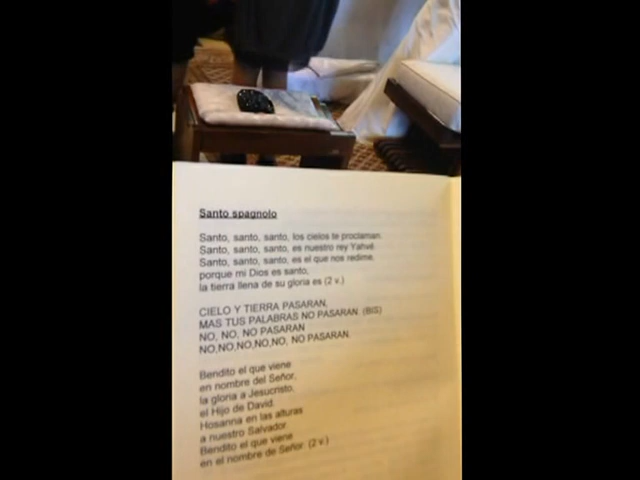 Santo spagnolo
Santo, santo, santo, los cielos te proclaman.
Santo, santo, santo, es nuestro rey Yahvé.
Santo, santo, santo, es el que nos redime,
porque mi Dios es santo,
la tierra llena de su gloria es (2 v.)
CIELO Y TIERRA PASARAN,
MAS TUS PALABRAS NO PASARAN. (BIS)
NO, NO, NO PASARAN
NO,NO,NO,NO,NO, NO PASARAN.
Bendito el que viene
en nombre del Señor,
la gloria a Jesucristo,
el Hijo de David.
Hosanna en las alturas
a nuestro Salvador
Bendito el que viene
en el nombre de Señor. (2 v.)